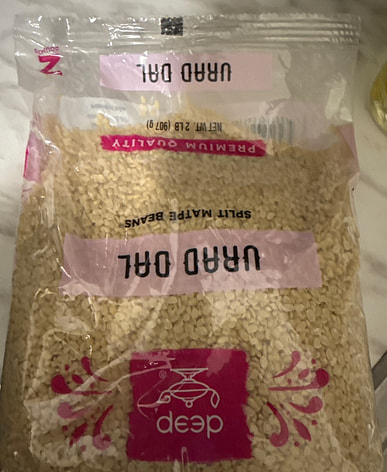 deep
URAD DAL
SPLIT MATPE BEANS
PREMIUM QUALITY
NET WT. 2 LB (907 g)
URAD DAL